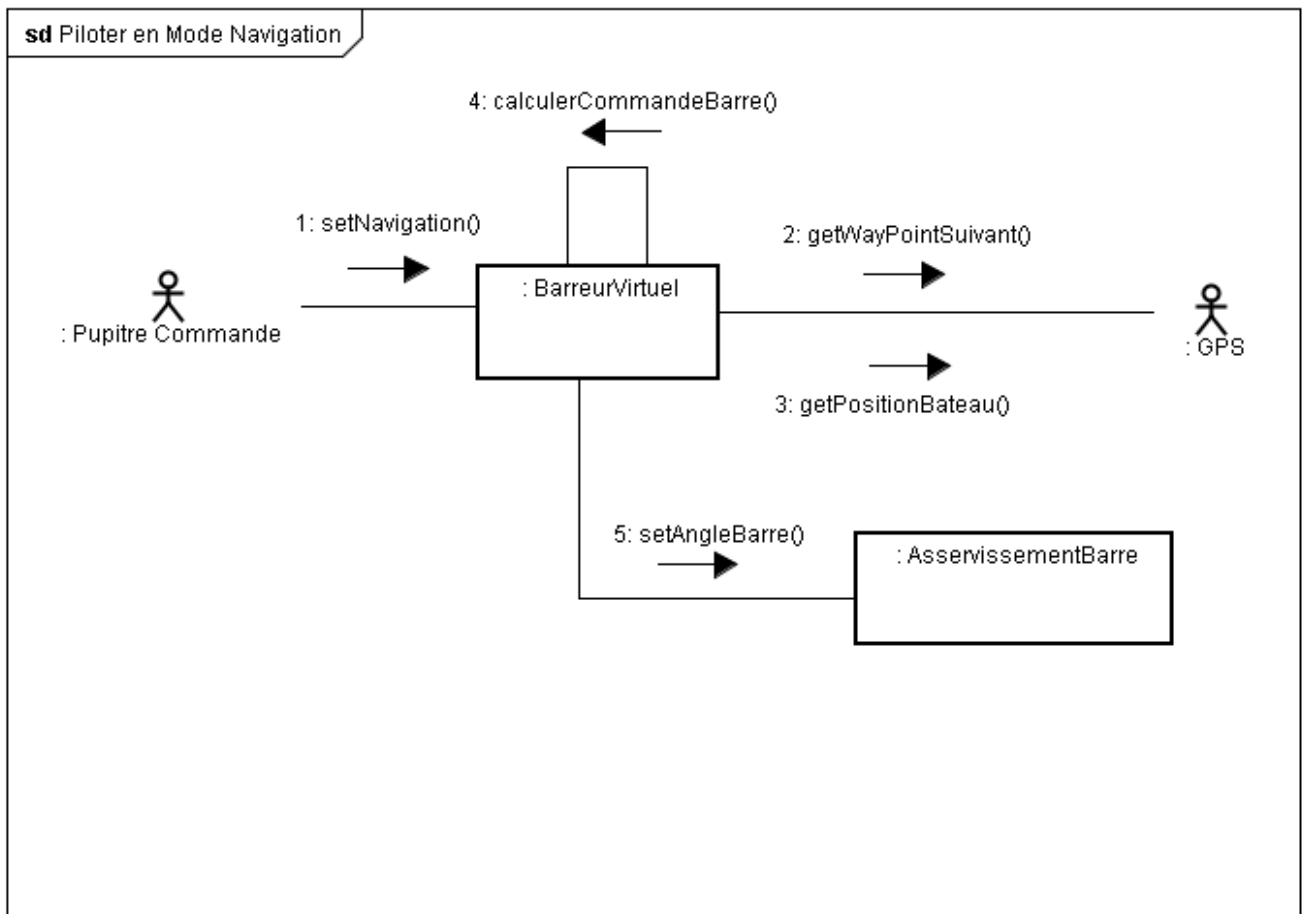 sd Piloter en Mode Navigation
4: calculerCommandeBarre()
1: setNavigation()
2: getWayPointSuivant()
: BarreurVirtuel
: Pupitre Commande
: GPS
3: getPositionBateau()
5: setAngleBarre()
: AsservissementBarre